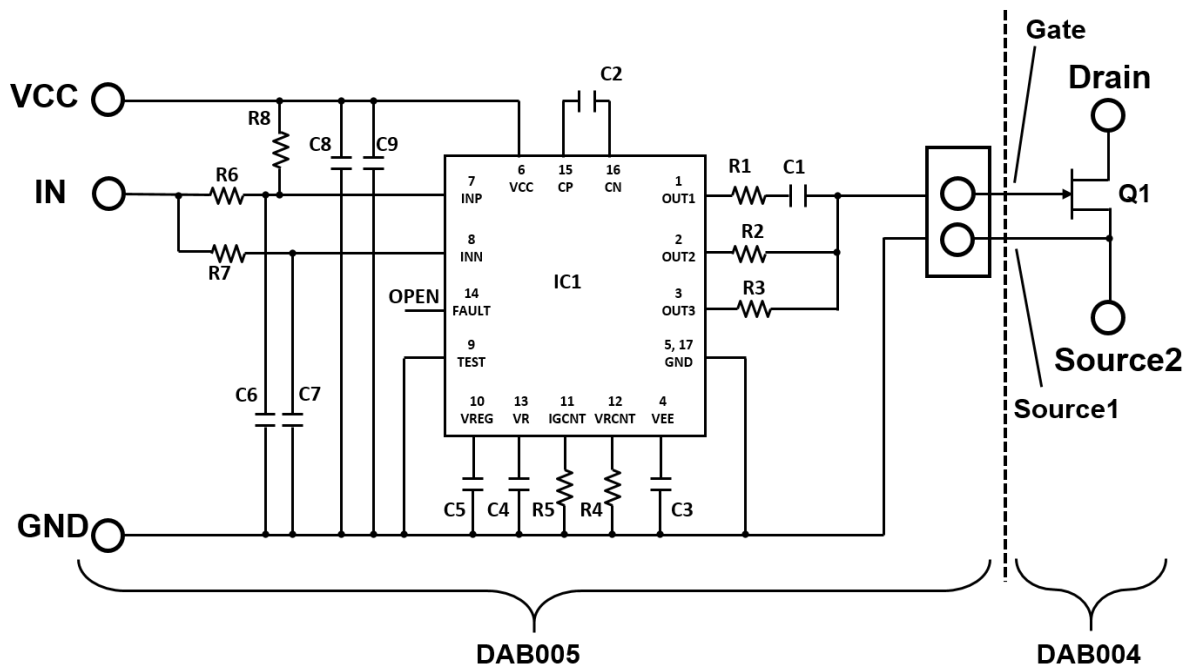 Gate
C2
Drain
VCC
R8
C8
C9
6
VCC
15
CP
16
CN
R6
7
INP
1
OUT1
R1
C1
Q1
IN
R7
8
INN
2
OUT2
R2
IC1
OPEN
14
FAULT
3
OUT3
R3
9
TEST
5, 17
GND
Source2
C6
C7
10
VREG
13
VR
11
IGCNT
12
VRCNT
4
VEE
Source1
C5
C4
R5
R4
C3
GND
DAB005
DAB004